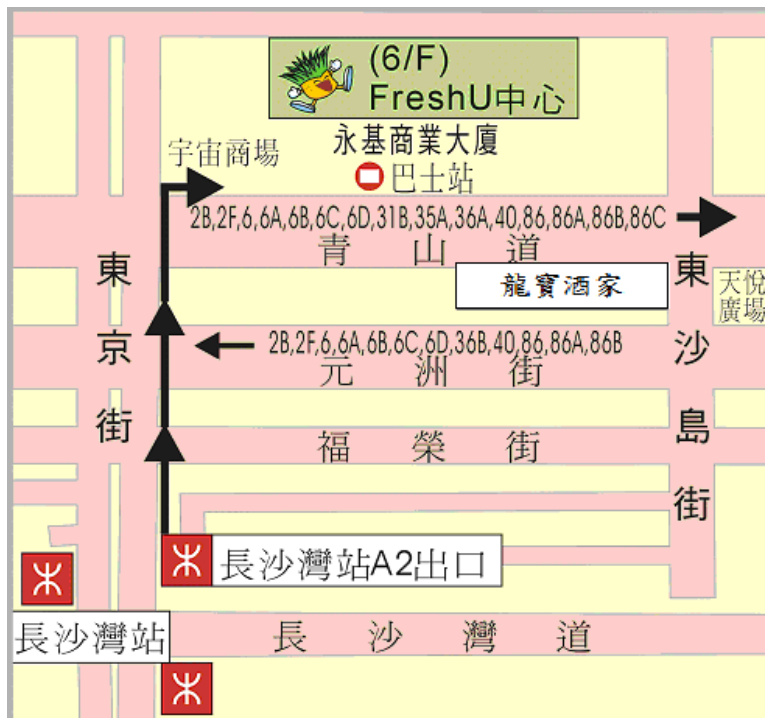 (6/F)
FreshU中心
永基商業大廈
宇宙商場
巴士站
2B,2F,6,6A,6B,6C,6D,31B,35A,36A,40,86,86A,86B,86C
青山道
龍寶酒家
天悅
廣場
東京街
東沙島街
2B,2F,6,6A,6B,6C,6D,36B,40,86,86A,86B
元洲街
福榮街
長沙灣站A2出口
長沙灣站
長沙灣道